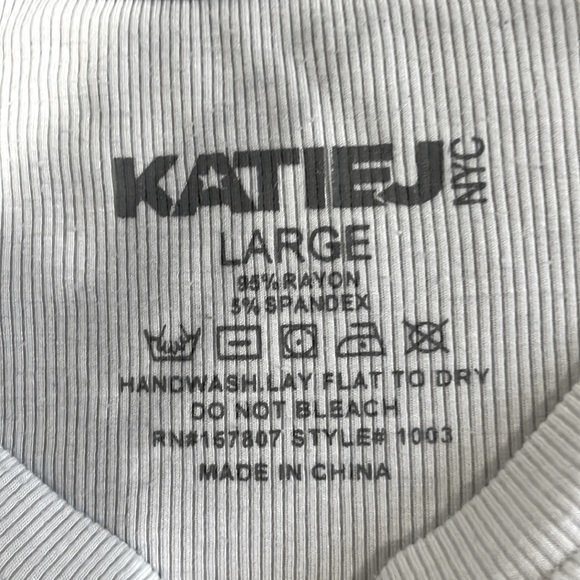 KATIEJ NYC
LARGE
95% RAYON
5% SPANDEX
HANDWASH.LAY FLAT TO DRY
DO NOT BLEACH
RN#157807 STYLE# 1003
MADE IN CHINA